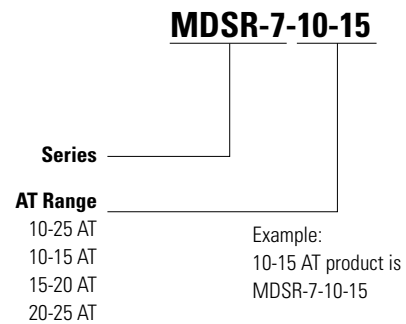 MDSR-7-10-15
Series
AT Range
10-25 AT
10-15 AT
15-20 AT
20-25 AT
Example:
10-15 AT product is
MDSR-7-10-15